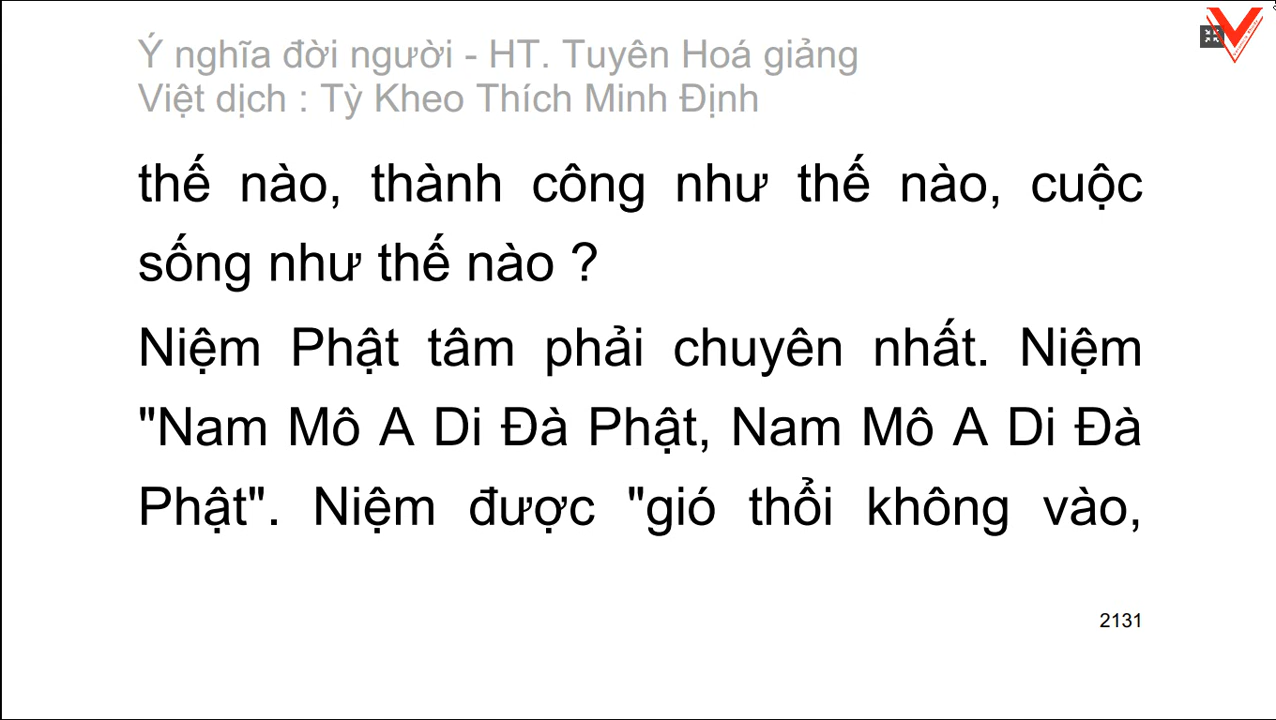 Ý nghĩa đời người - HT. Tuyên Hoá giảng
Việt dịch : Tỳ Kheo Thích Minh Định
thế nào, thành công như thế nào, cuộc
sống như thế nào ?
Niệm Phật tâm phải chuyên nhất. Niệm
"Nam Mô A Di Đà Phật, Nam Mô A Di Đà
Phật". Niệm được "gió thổi không vào,
2131